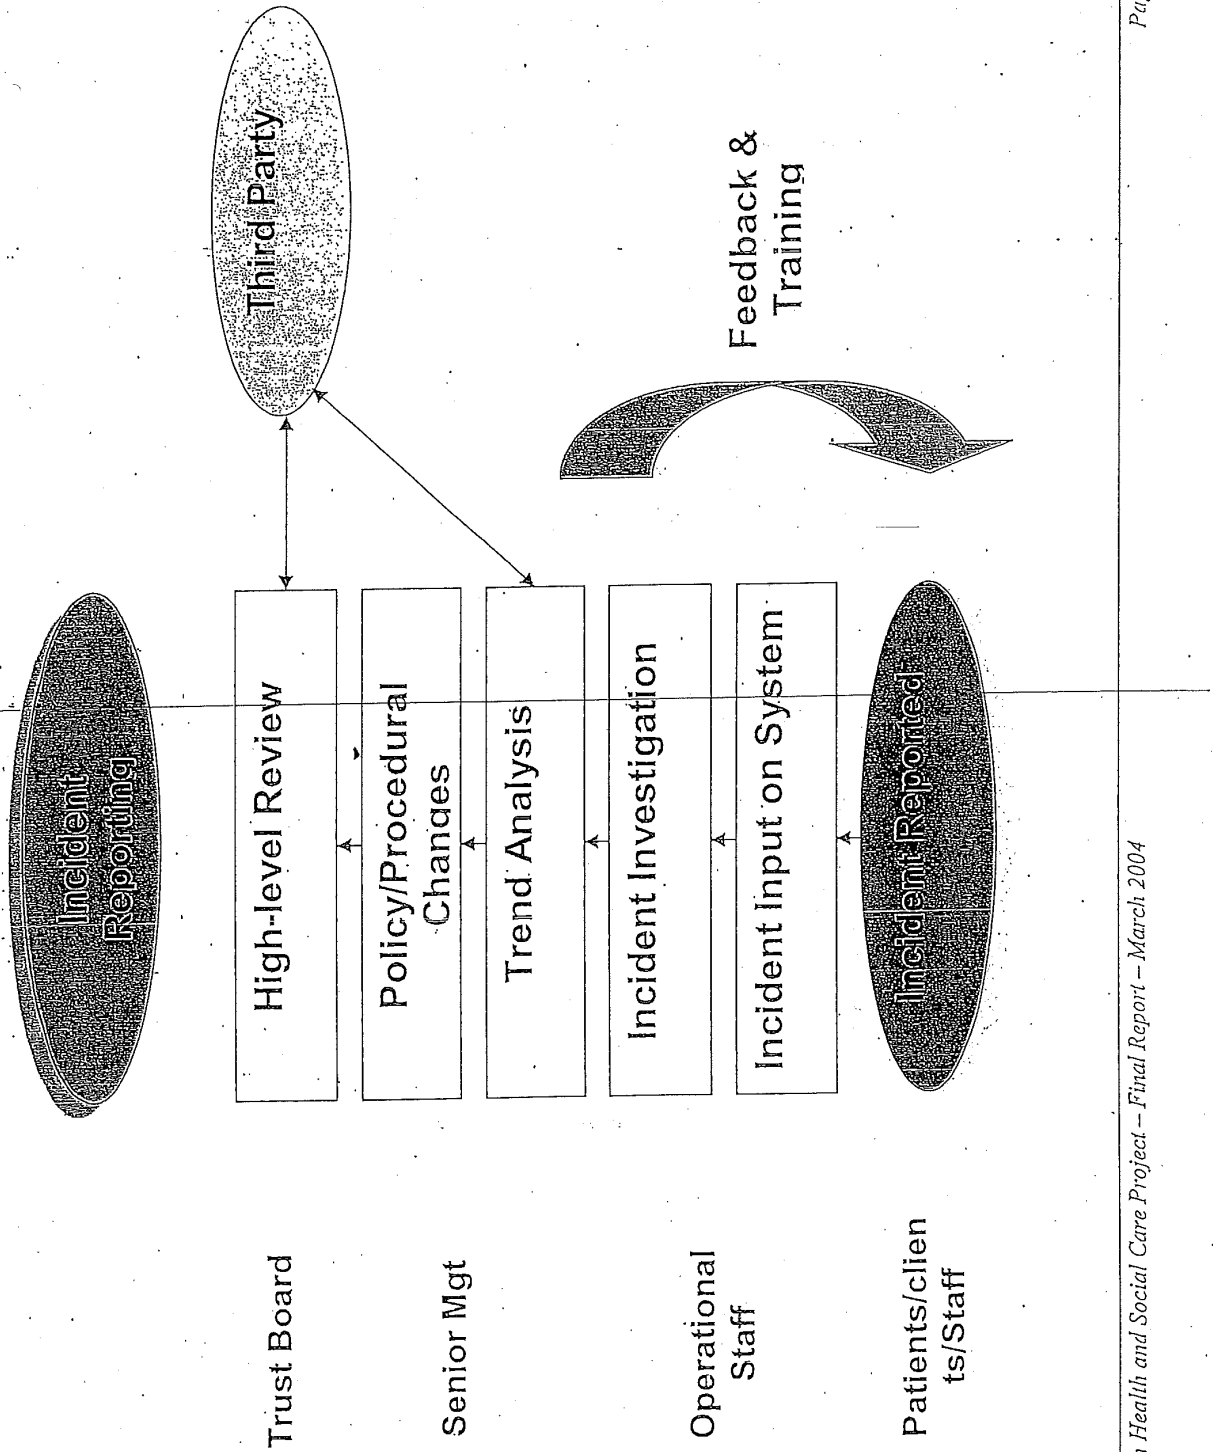 Incident
Reporting
Trust Board
High-level Review
Third Party
Senior Mgt
Policy/Procedural
Changes
Trend Analysis
Operational
Staff
Incident Investigation
Incident Input on System
Feedback &
Training
Patients/clien
ts/Staff
Incident Reported
Health and Social Care Project – Final Report – March 2004